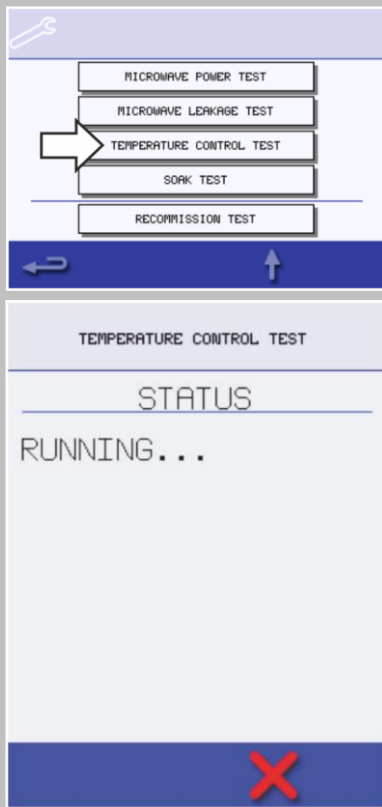 MICROWAVE POWER TEST
MICROWAVE LEAKAGE TEST
TEMPERATURE CONTROL TEST
SOAK TEST
RECOMMISSION TEST
TEMPERATURE CONTROL TEST
STATUS
RUNNING...